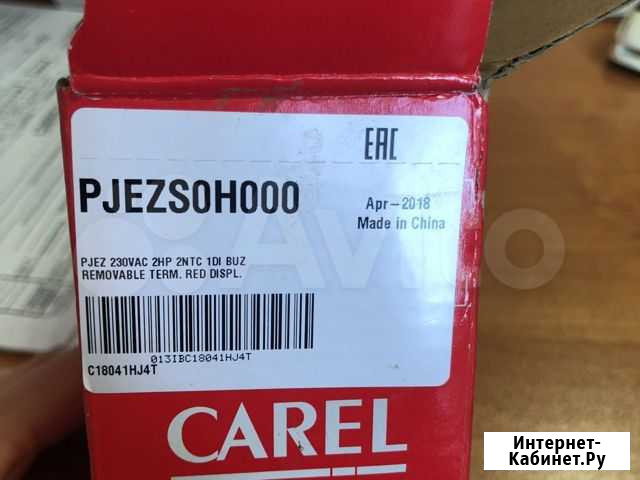 EAC
PJEZS0H000
Apr-2018
Made in China
PJEZ 230VAC 2HP 2NTC 1DI BUZ
REMOVABLE TERM. RED DISPL.
013IBC18041HJ4T
C18041HJ4T
CAREL
Avito
Интернет-
Кабинет.Ру